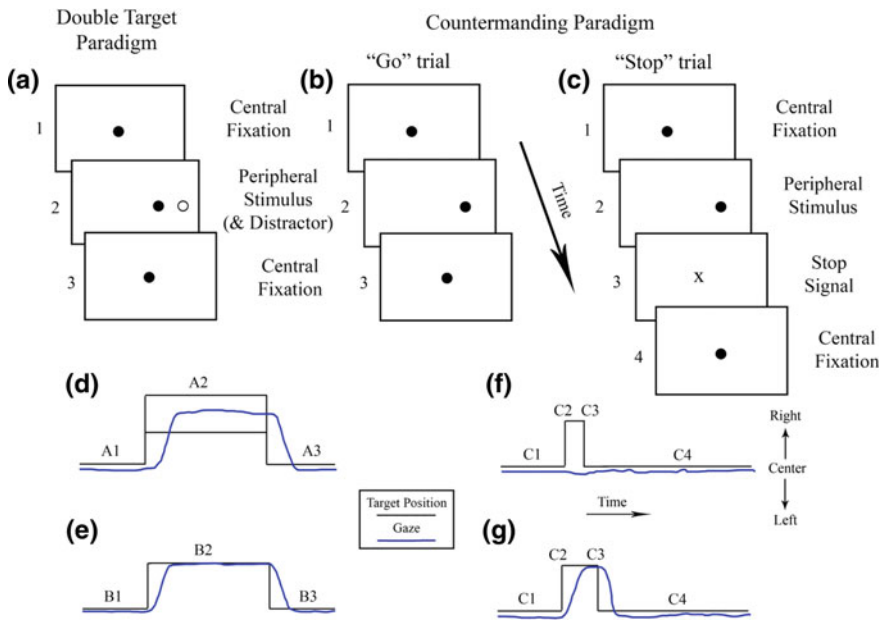 Double Target
Paradigm
Countermanding Paradigm
"Go" trial
"Stop" trial
(a)
1
Central
Fixation
2
Peripheral
Stimulus
(& Distractor)
3
Central
Fixation
(b)
1
2
3
Time
(c)
1
Central
Fixation
2
Peripheral
Stimulus
3
x
Stop
Signal
4
Central
Fixation
(d)
A2
A1
A3
(e)
B2
B1
B3
Target Position
Gaze
(f)
C2 C3
C1
C4
Time
Right
Center
Left
(g)
C2 C3
C1
C4